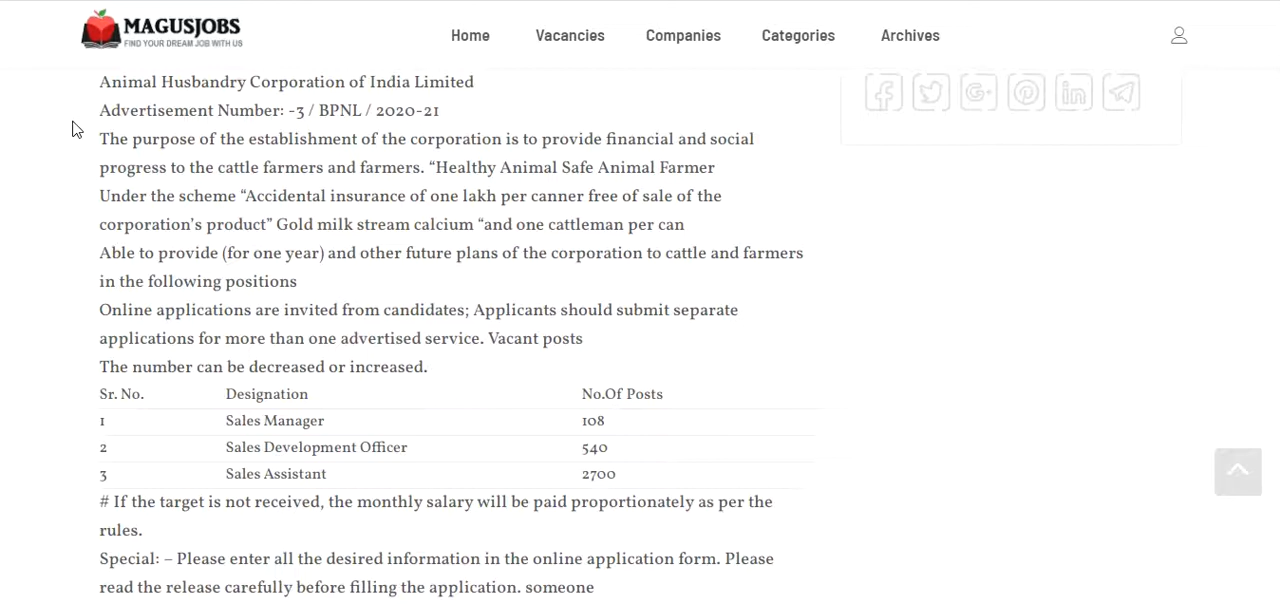 MAGUSJOBS
FIND YOUR DREAM JOB WITH US
Home Vacancies Companies Categories Archives
Animal Husbandry Corporation of India Limited
Advertisement Number: -3 / BPNL / 2020-21
The purpose of the establishment of the corporation is to provide financial and social
progress to the cattle farmers and farmers. “Healthy Animal Safe Animal Farmer
Under the scheme “Accidental insurance of one lakh per canner free of sale of the
corporation’s product” Gold milk stream calcium “and one cattleman per can
Able to provide (for one year) and other future plans of the corporation to cattle and farmers
in the following positions
Online applications are invited from candidates; Applicants should submit separate
applications for more than one advertised service. Vacant posts
The number can be decreased or increased.
Sr. No. Designation No.Of Posts
1 Sales Manager 108
2 Sales Development Officer 540
3 Sales Assistant 2700
# If the target is not received, the monthly salary will be paid proportionately as per the
rules.
Special: – Please enter all the desired information in the online application form. Please
read the release carefully before filling the application. someone